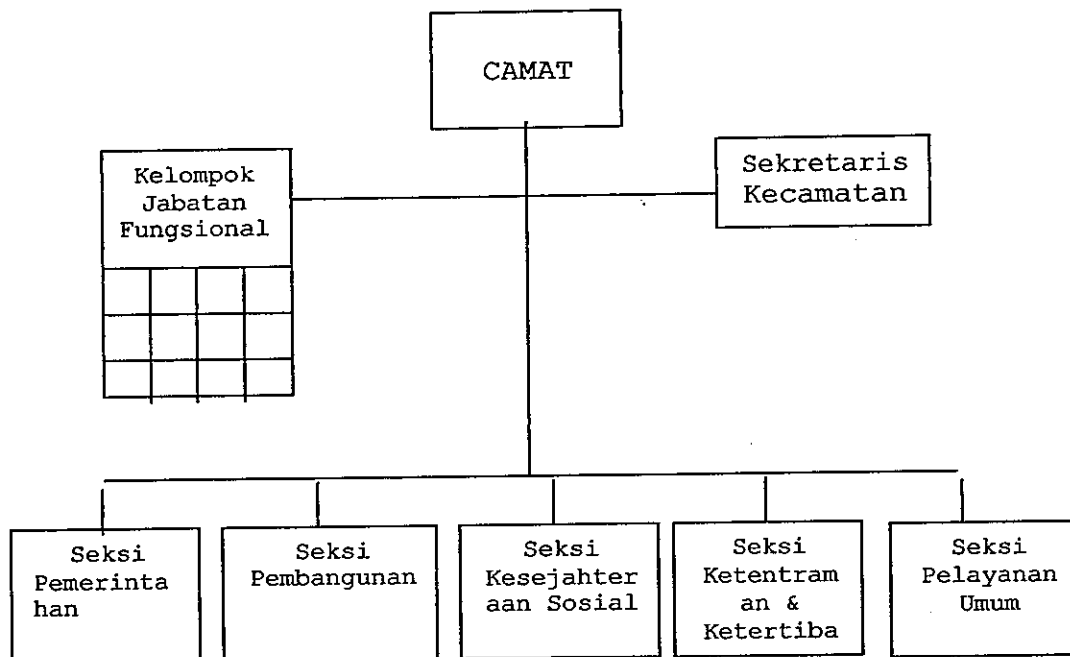 CAMAT
Kelompok
Jabatan
Fungsional
Sekretaris
Kecamatan
Seksi
Pemerinta
han
Seksi
Pembangunan
Seksi
Kesejahter
aan Sosial
Seksi
Ketentram
an &
Ketertiba
Seksi
Pelayanan
Umum